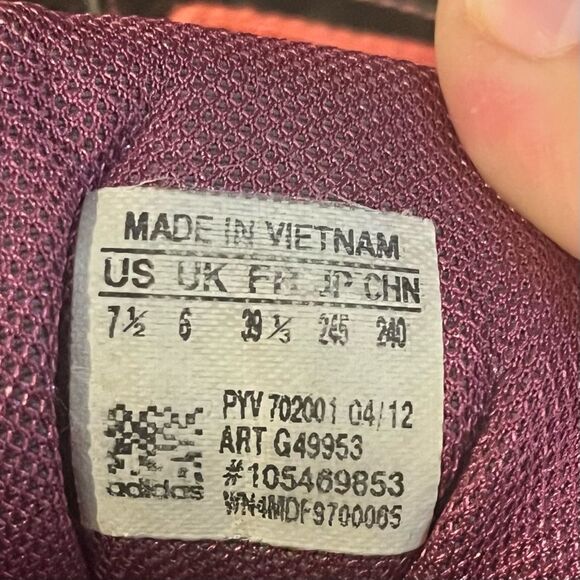 MADE IN VIETNAM
US UK FR JP CHN
7½ 6 39⅓ 245 240
PYV 702001 04/12
ART G49953
#105469853
adidas